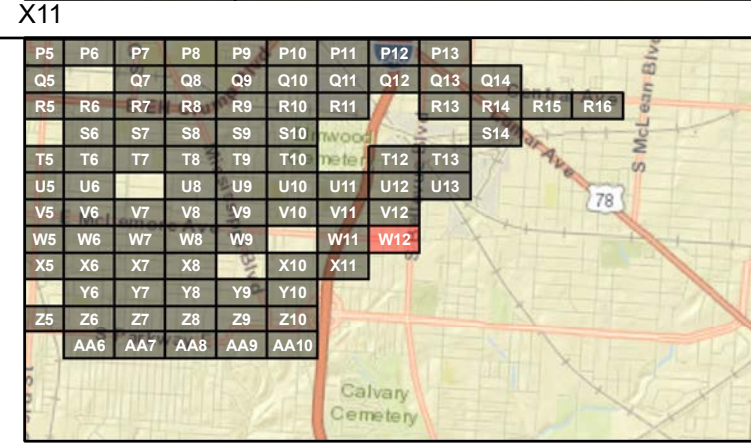 X11
P5 P6 P7 P8 P9 P10 P11 P12 P13
Q5 Q7 Q8 Q9 Q10 Q11 Q12 Q13 Q14
R5 R6 R7 R8 R9 R10 R11 R13 R14 R15 R16
S6 S7 S8 S9 S10 S14
T5 T6 T7 T8 T9 T10 T12 T13
U5 U6 U8 U9 U10 U11 U12 U13
V5 V6 V7 V8 V9 V10 V11 V12
W5 W6 W7 W8 W9 W11 W12
X5 X6 X7 X8 X10 X11
Y6 Y7 Y8 Y9 Y10
Z5 Z6 Z7 Z8 Z9 Z10
AA6 AA7 AA8 AA9 AA10
S McLean Blvd
Central Ave
Lamar Ave
78
Calvary
Cemetery